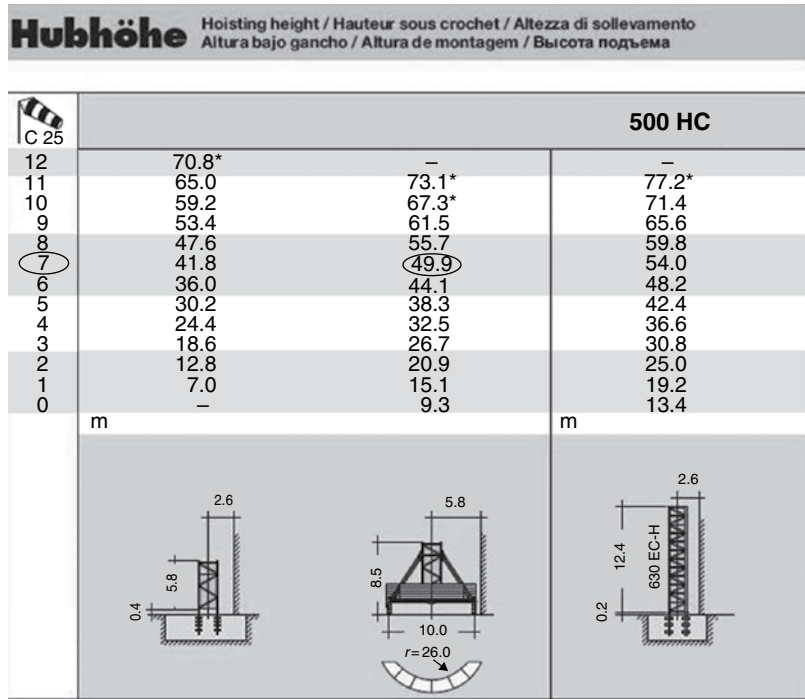 Hubhöhe
Hoisting height / Hauteur sous crochet / Altezza di sollevamento
Altura bajo gancho / Altura de montagem / Высота подъема
C 25
500 HC
12 70.8* – –
11 65.0 73.1* 77.2*
10 59.2 67.3* 71.4
9 53.4 61.5 65.6
8 47.6 55.7 59.8
7 41.8 49.9 54.0
6 36.0 44.1 48.2
5 30.2 38.3 42.4
4 24.4 32.5 36.6
3 18.6 26.7 30.8
2 12.8 20.9 25.0
1 7.0 15.1 19.2
0 – 9.3 13.4
m m
2.6
5.8
0.4
5.8
8.5
10.0
r=26.0
2.6
12.4
630 EC-H
0.2